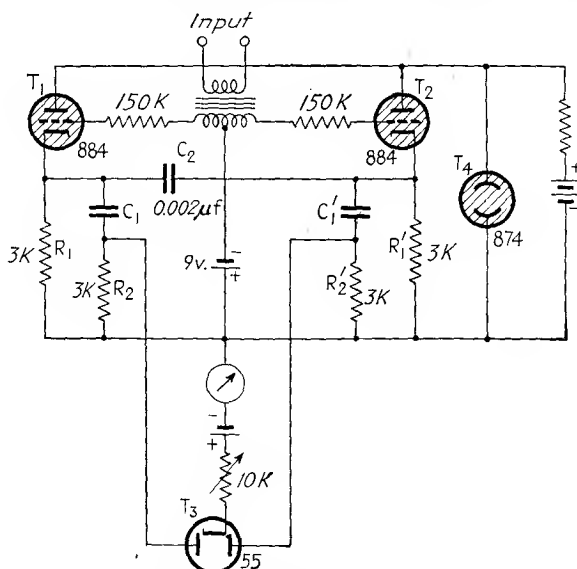 Input
T1
T2
150K
150K
884
884
C2
0.002μf
T4
874
+
-
C1
C1'
3K
R1
3K
R2
9v.
-
+
R2'
3K
R1'
3K
-
+
10K
T3
55